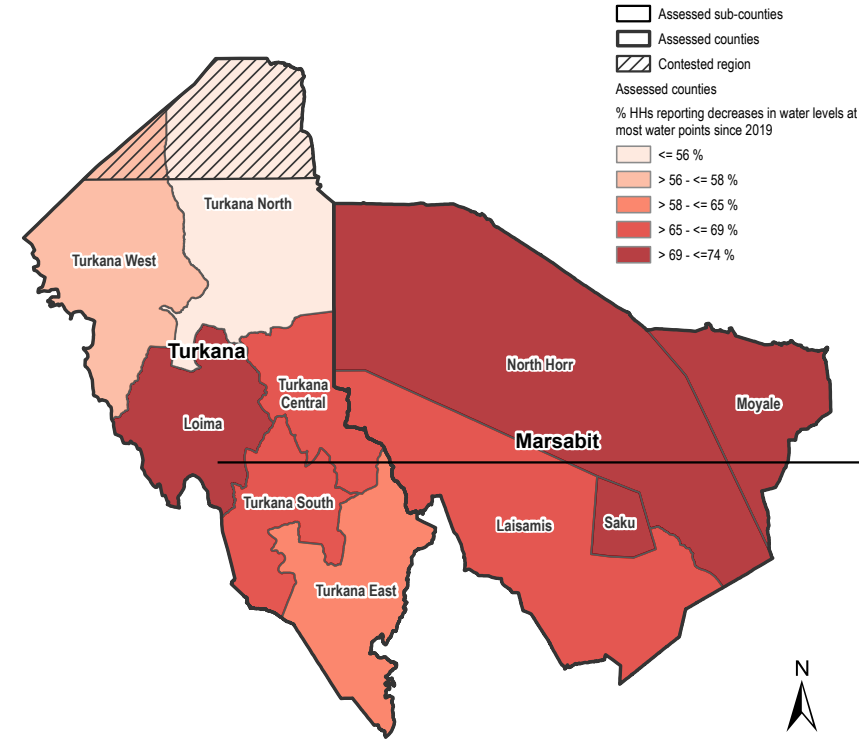 Assessed sub-counties
Assessed counties
Contested region
Assessed counties
% HHs reporting decreases in water levels at
most water points since 2019
<= 56 %
> 56 - <= 58 %
> 58 - <= 65 %
> 65 - <= 69 %
> 69 - <=74 %
Turkana North
Turkana West
Turkana
North Horr
Turkana
Central
Moyale
Loima
Marsabit
Turkana South
Laisamis
Saku
Turkana East
N